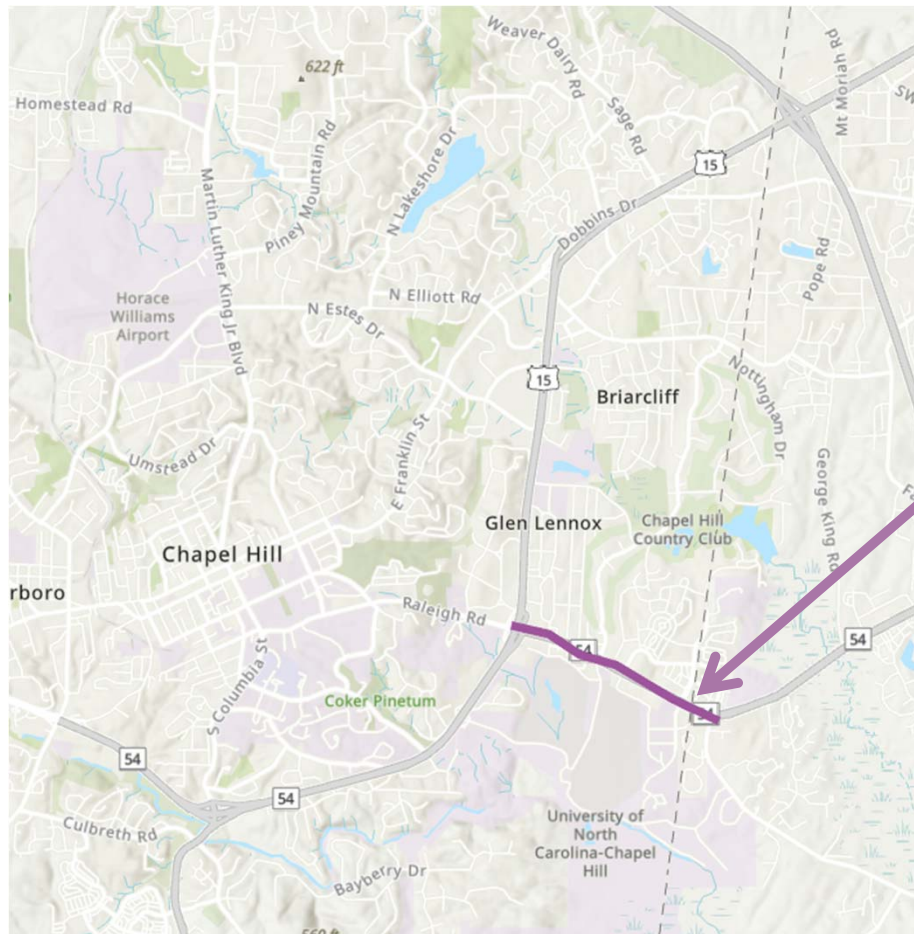 Weaver Dairy Rd
622 ft
Mt Moriah Rd
SW
Homestead Rd
Sage Rd
Piney Mountain Rd
N Lakeshore Dr
15
Martin Luther King Jr Blvd
Dobbins Dr
Pope Rd
Horace
Williams
Airport
N Elliott Rd
N Estes Dr
15
Briarcliff
Nottingham Dr
E Franklin St
Umstead Dr
George King Rd
F
Glen Lennox
Chapel Hill
Country Club
Chapel Hill
rboro
Raleigh Rd
54
54
S Columbia St
Coker Pinetum
54
54
54
University of
North
Carolina-Chapel
Hill
Culbreth Rd
Bayberry Dr
560 ft